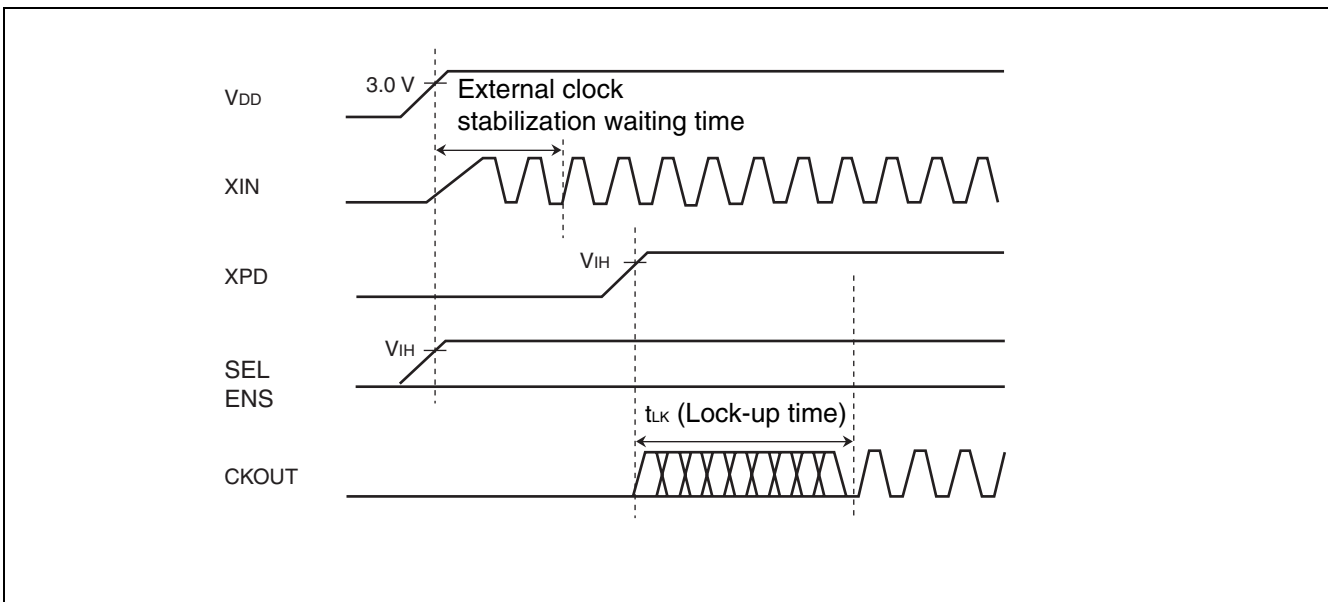 VDD
3.0 V
External clock
stabilization waiting time
XIN
XPD
VIH
SEL
ENS
VIH
tLK (Lock-up time)
CKOUT